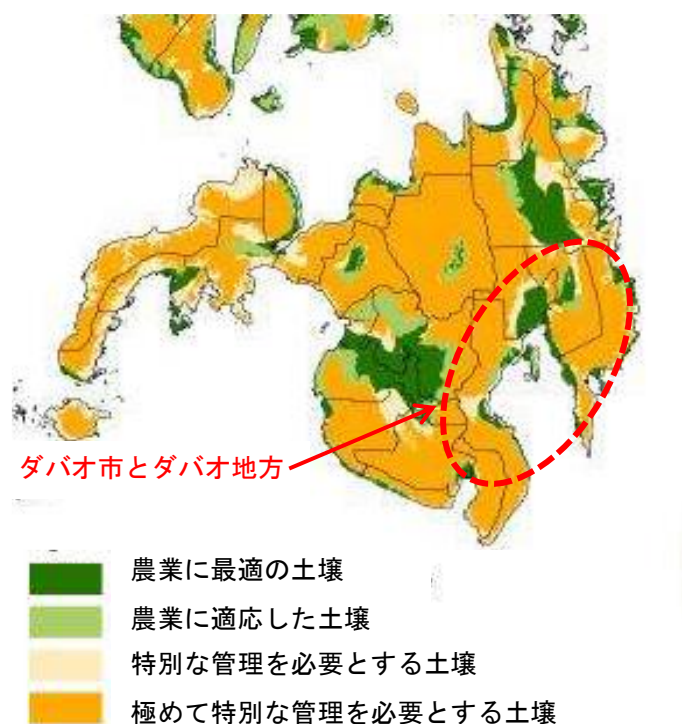 ダバオ市とダバオ地方
農業に最適の土壌
農業に適応した土壌
特別な管理を必要とする土壌
極めて特別な管理を必要とする土壌